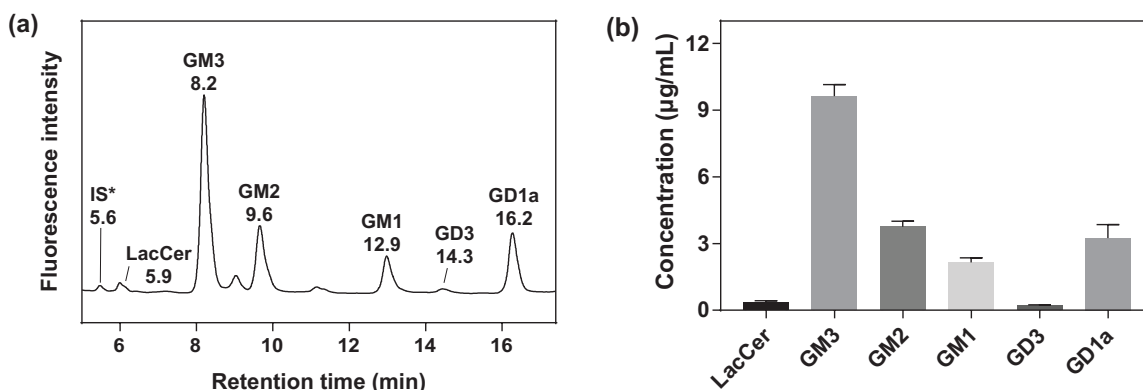 (a)
Fluorescence intensity
IS*
5.6
LacCer
5.9
GM3
8.2
GM2
9.6
GM1
12.9
GD3
14.3
GD1a
16.2
6 8 10 12 14 16
Retention time (min)
(b)
Concentration (µg/mL)
12
9
6
3
0
LacCer GM3 GM2 GM1 GD3 GD1a